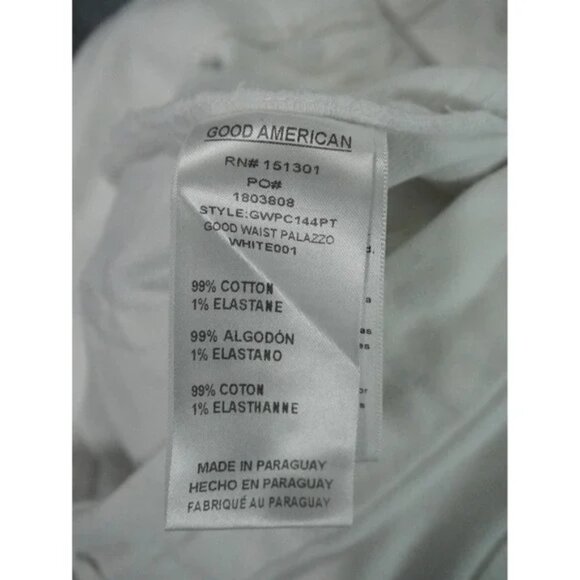 GOOD AMERICAN
RN# 151301
PO#
1803808
STYLE:GWPC144PT
GOOD WAIST PALAZZO
WHITE001
99% COTTON
1% ELASTANE
99% ALGODÓN
1% ELASTANO
99% COTON
1% ELASTHANNE
MADE IN PARAGUAY
HECHO EN PARAGUAY
FABRIQUÉ AU PARAGUAY